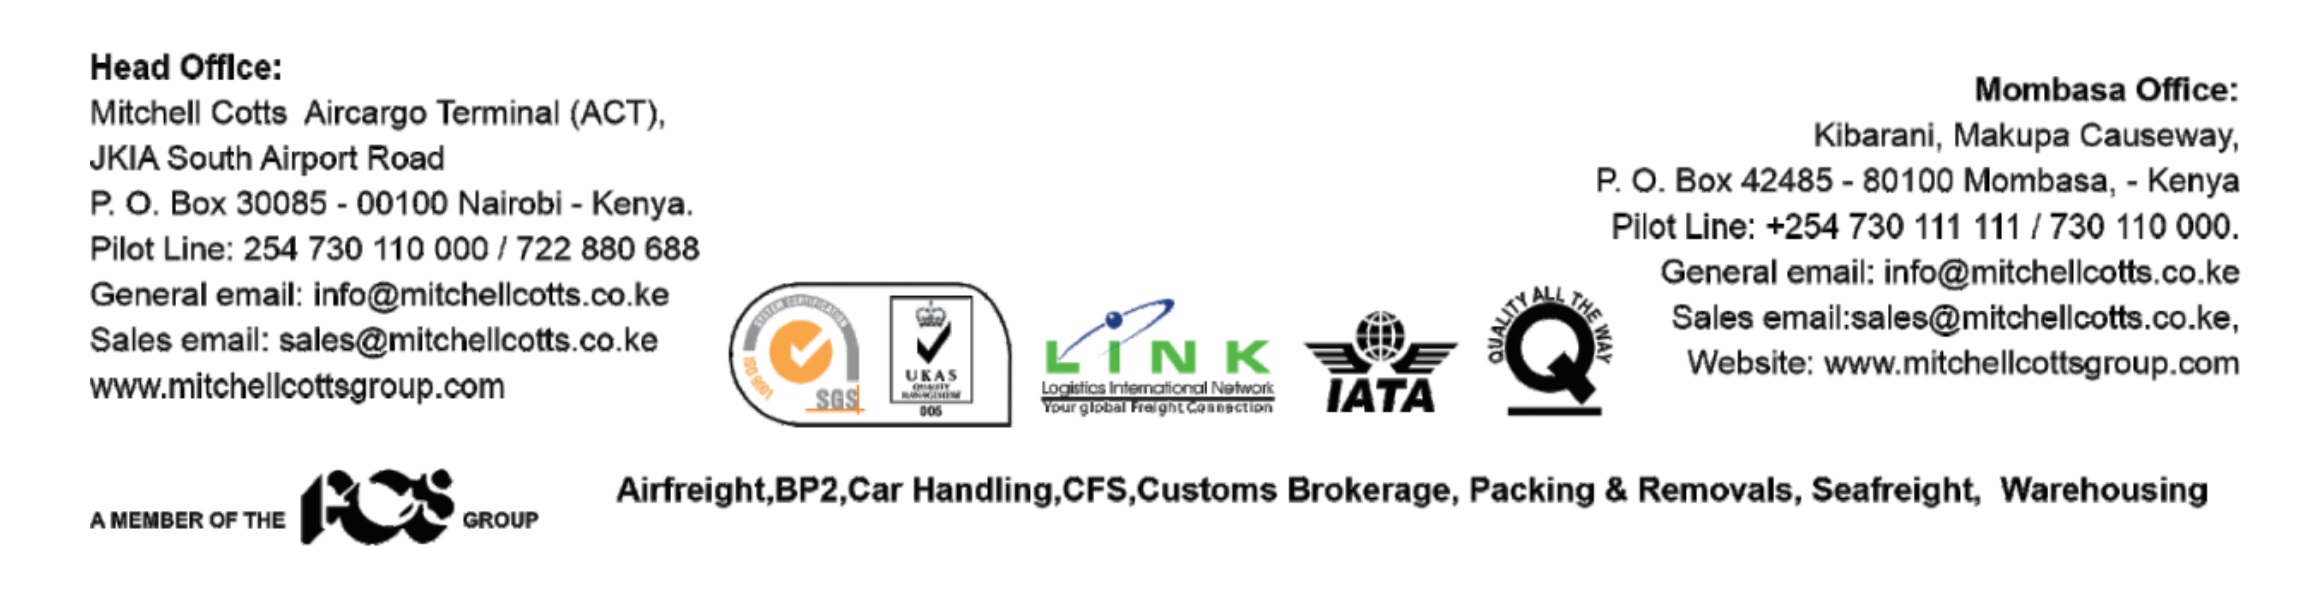 Head Office:
Mitchell Cotts Aircargo Terminal (ACT),
JKIA South Airport Road
P. O. Box 30085 - 00100 Nairobi - Kenya.
Pilot Line: 254 730 110 000 / 722 880 688
General email: info@mitchellcotts.co.ke
Sales email: sales@mitchellcotts.co.ke
www.mitchellcottsgroup.com
Mombasa Office:
Kibarani, Makupa Causeway,
P. O. Box 42485 - 80100 Mombasa, - Kenya
Pilot Line: +254 730 111 111 / 730 110 000.
General email: info@mitchellcotts.co.ke
Sales email:sales@mitchellcotts.co.ke,
Website: www.mitchellcottsgroup.com
SYSTEM CERTIFICATION
ISO 9001
SGS
UKAS
QUALITY
MANAGEMENT
005
LINK
Logistics International Network
Your global Freight Connection
IATA
QUALITY ALL THE WAY
Q
A MEMBER OF THE
GROUP
Airfreight,BP2,Car Handling,CFS,Customs Brokerage, Packing & Removals, Seafreight, Warehousing